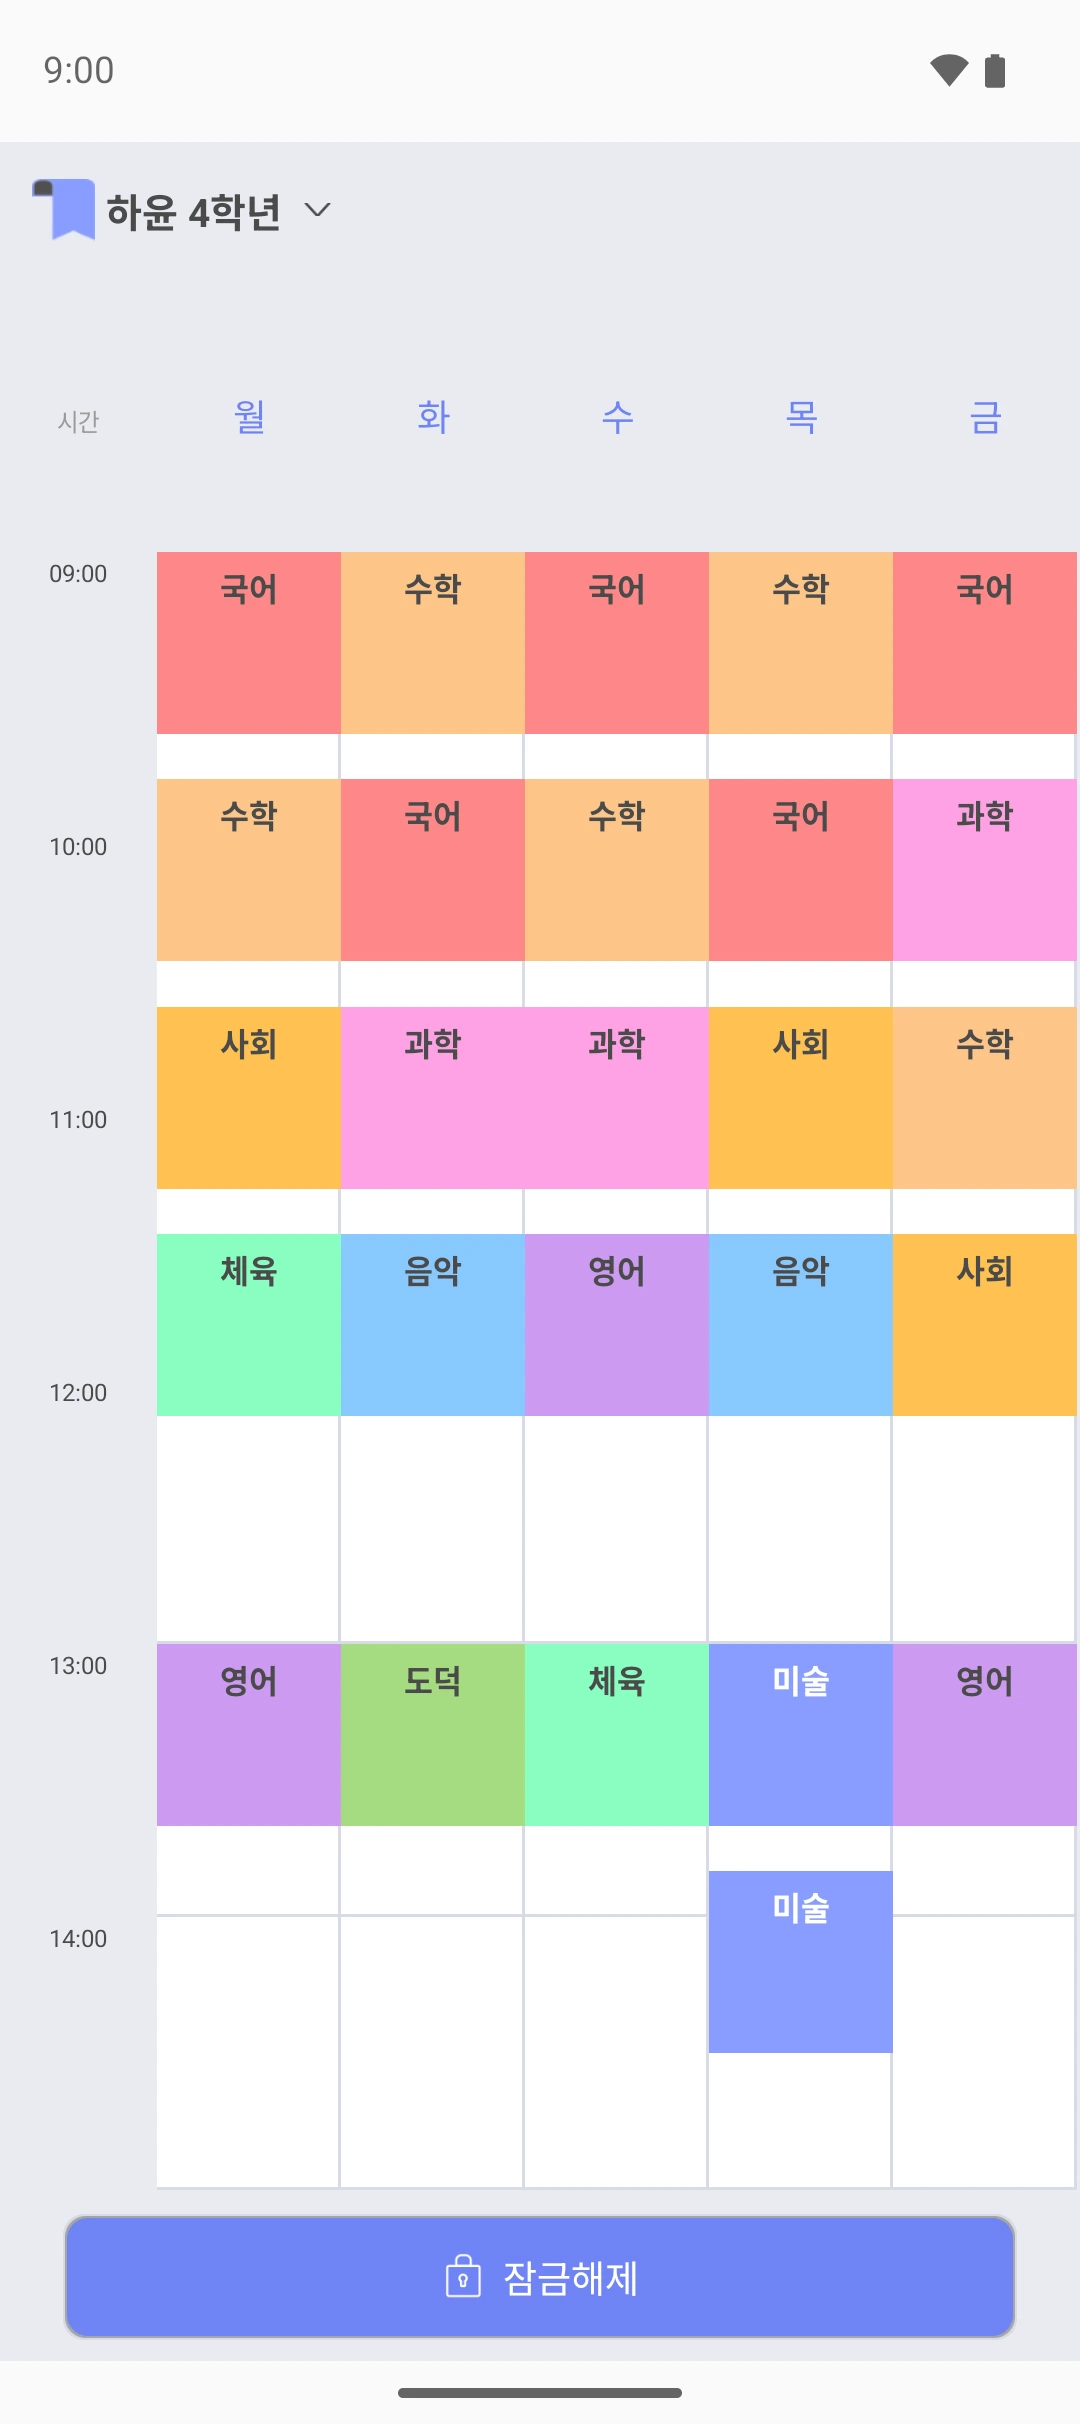 9:00
하윤 4학년
시간 월 화 수 목 금
09:00 국어 수학 국어 수학 국어
수학 국어 수학 국어 과학
10:00
사회 과학 과학 사회 수학
11:00
체육 음악 영어 음악 사회
12:00
13:00 영어 도덕 체육 미술 영어
미술
14:00
잠금해제